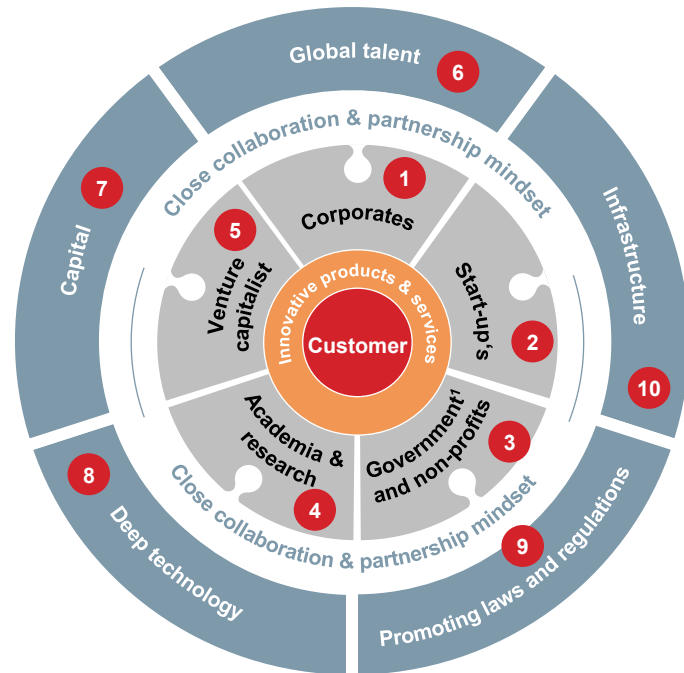 Global talent
6
Close collaboration & partnership mindset
7
Capital
1
Corporates
5
Venture
capitalist
Infrastructure
10
Start-up's,
2
Innovative products & services
Customer
Academia &
research
4
Government¹
and non-profits
3
Close collaboration & partnership mindset
8
Deep technology
9
Promoting laws and regulations